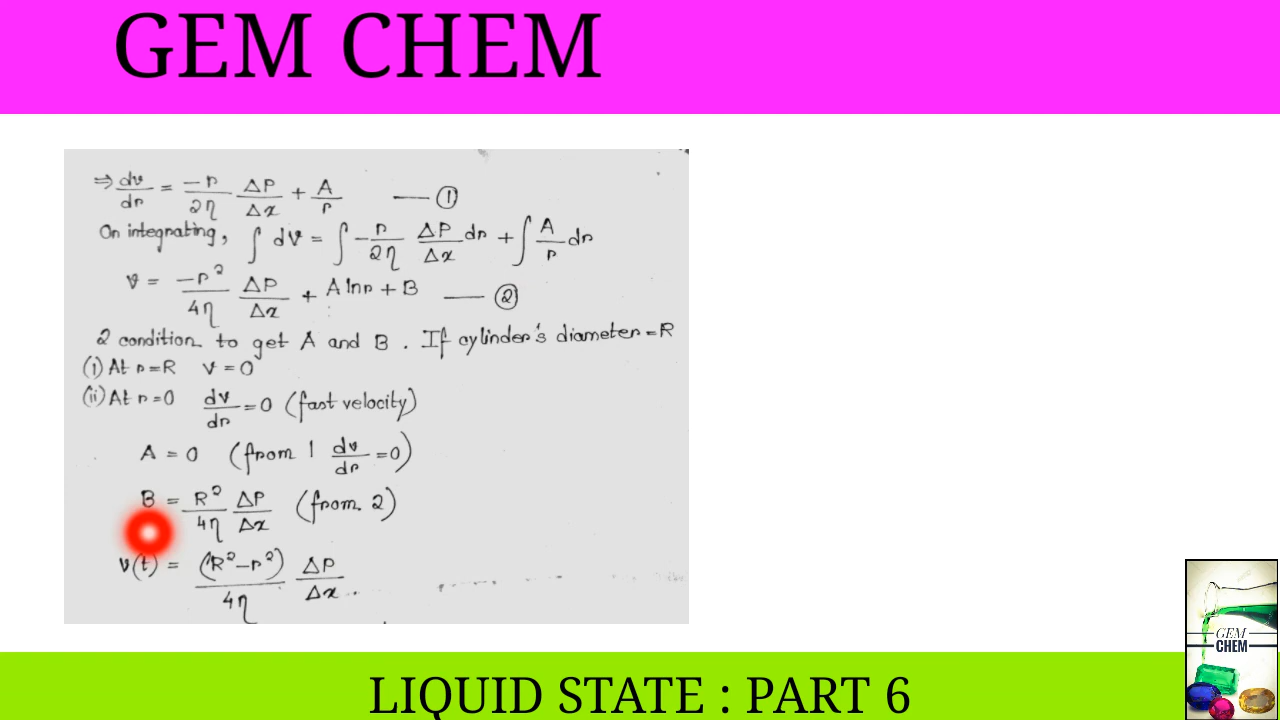 GEM CHEM
⇒ dv/dr = -r/2η ΔP/Δx + A/r —— ①
On integrating, ∫ dv = ∫ -r/2η ΔP/Δx dr + ∫ A/r dr
v = -r²/4η ΔP/Δx + A lnr + B —— ②
2 condition to get A and B. If cylinder's diameter = R
(i) At r=R v=0
(ii) At r=0 dv/dr = 0 (fast velocity)
A = 0 (from 1 dv/dr = 0)
B = R²/4η ΔP/Δx (from 2)
v(t) = (R²-r²)/4η ΔP/Δx.
GEM
CHEM
LIQUID STATE : PART 6